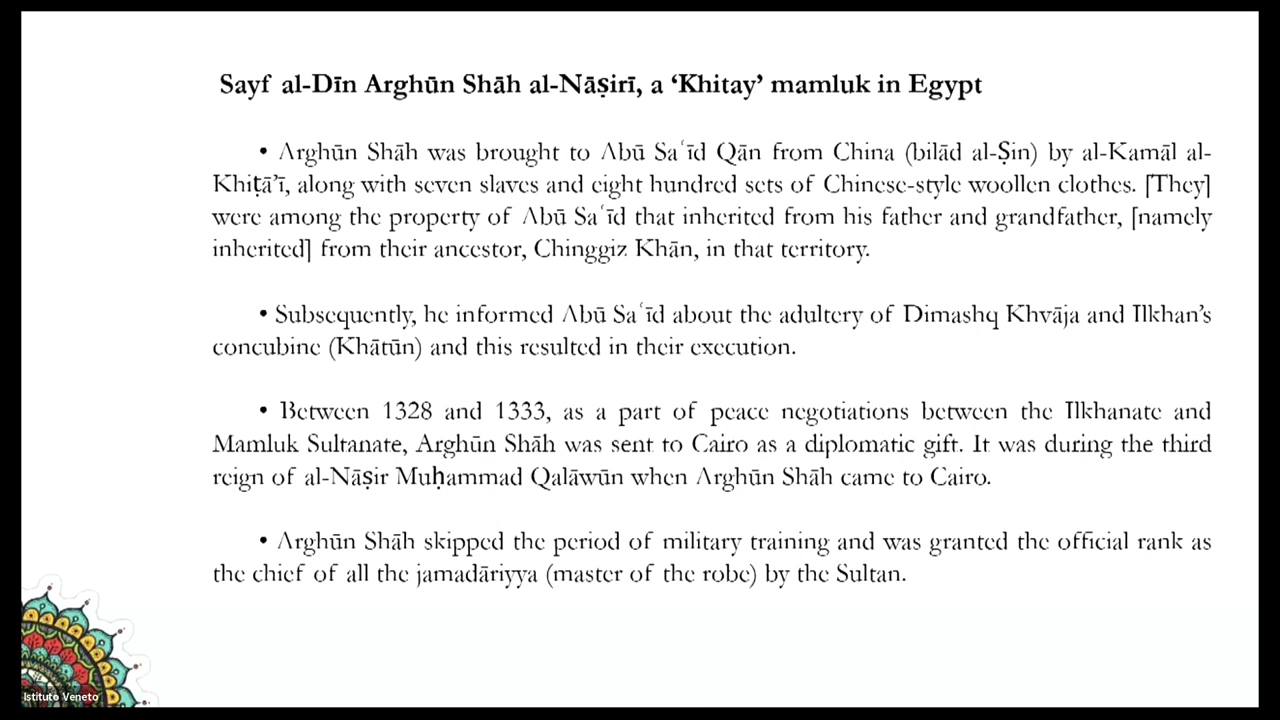 Sayf al-Dīn Arghūn Shāh al-Nāṣirī, a ‘Khitay’ mamluk in Egypt
• Arghūn Shāh was brought to Abū Saʿīd Qān from China (bilād al-Ṣin) by al-Kamāl al-
Khiṭā’ī, along with seven slaves and eight hundred sets of Chinese-style woollen clothes. [They]
were among the property of Abū Saʿīd that inherited from his father and grandfather, [namely
inherited] from their ancestor, Chinggiz Khān, in that territory.
• Subsequently, he informed Abū Saʿīd about the adultery of Dimashq Khvāja and Ilkhan’s
concubine (Khātūn) and this resulted in their execution.
• Between 1328 and 1333, as a part of peace negotiations between the Ilkhanate and
Mamluk Sultanate, Arghūn Shāh was sent to Cairo as a diplomatic gift. It was during the third
reign of al-Nāṣir Muḥammad Qalāwūn when Arghūn Shāh came to Cairo.
• Arghūn Shāh skipped the period of military training and was granted the official rank as
the chief of all the jamadāriyya (master of the robe) by the Sultan.
Istituto Veneto